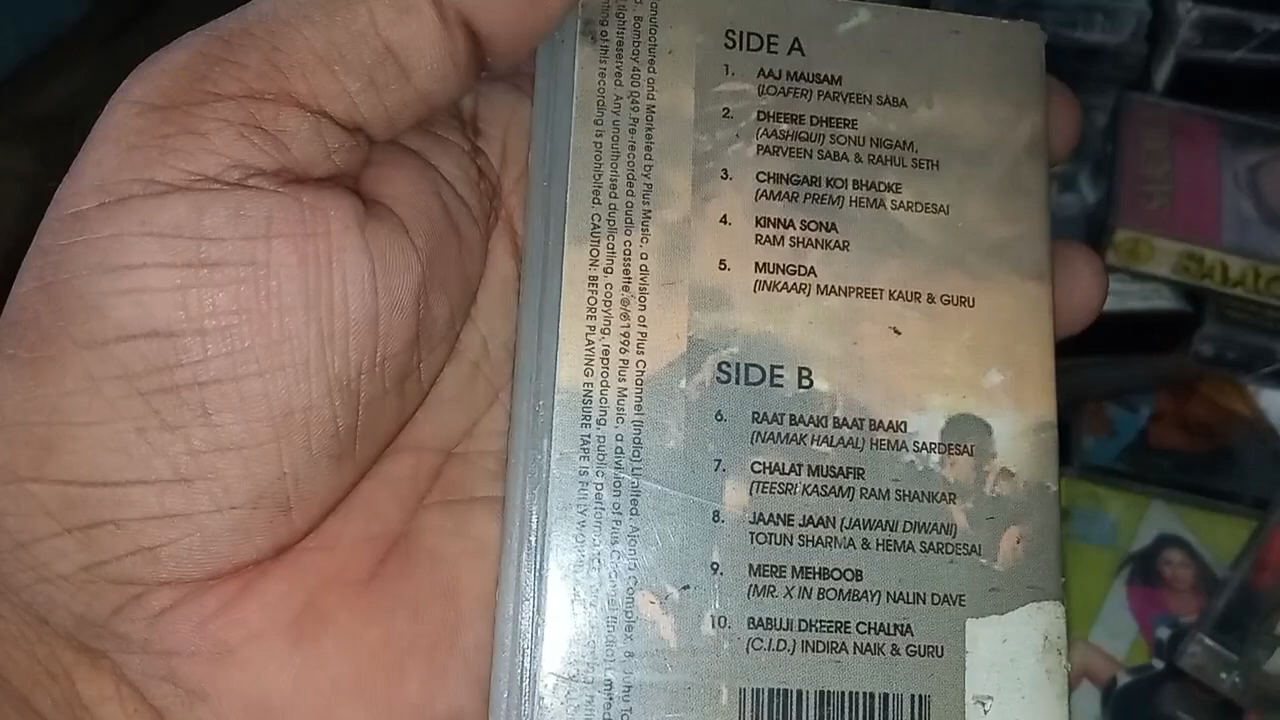 SIDE A
1. AAJ MAUSAM
(LOAFER) PARVEEN SABA
2. DHEERE DHEERE
(AASHIQUI) SONU NIGAM,
PARVEEN SABA & RAHUL SETH
3. CHINGARI KOI BHADKE
(AMAR PREM) HEMA SARDESAI
4. KINNA SONA
RAM SHANKAR
5. MUNGDA
(INKAAR) MANPREET KAUR & GURU
SIDE B
6. RAAT BAAKI BAAT BAAKI
(NAMAK HALAAL) HEMA SARDESAI
7. CHALAT MUSAFIR
(TEESRI KASAM) RAM SHANKAR
8. JAANE JAAN (JAWANI DIWANI)
TOTUN SHARMA & HEMA SARDESAI
9. MERE MEHBOOB
(MR. X IN BOMBAY) NALIN DAVE
10. BABUJI DHEERE CHALNA
(C.I.D.) INDIRA NAIK & GURU
anufactured and Marketed by Plus Music, a division of Plus Channel (India) Limited, Complex, 8, Juhu
Bombay 400 049. Pre-recorded audio cassette. 1996 Plus Music, a division of Plus Channel (India) Limited
rights reserved. Any unauthorised duplicating, copying, reproducing, public
of this recording is prohibited. CAUTION: BEFORE PLAYING ENSURE TAPE IS FULLY